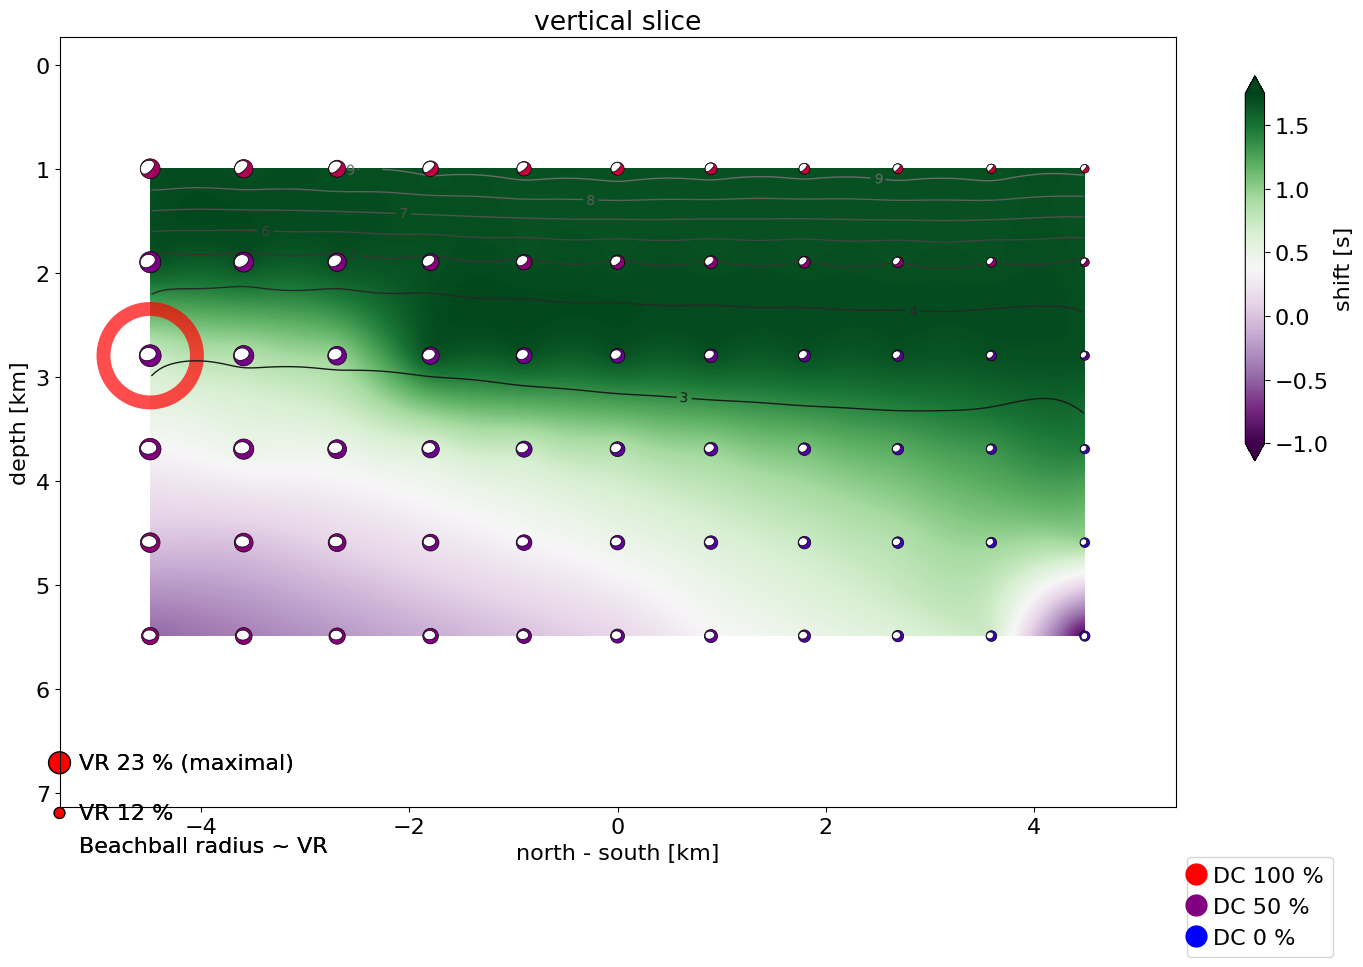 vertical slice
0
1
2
3
4
5
6
7
depth [km]
9
9
8
7
6
4
3
1.5
1.0
0.5
0.0
−0.5
−1.0
shift [s]
−4
−2
0
2
4
north - south [km]
VR 23 % (maximal)
VR 12 %
Beachball radius ~ VR
DC 100 %
DC 50 %
DC 0 %